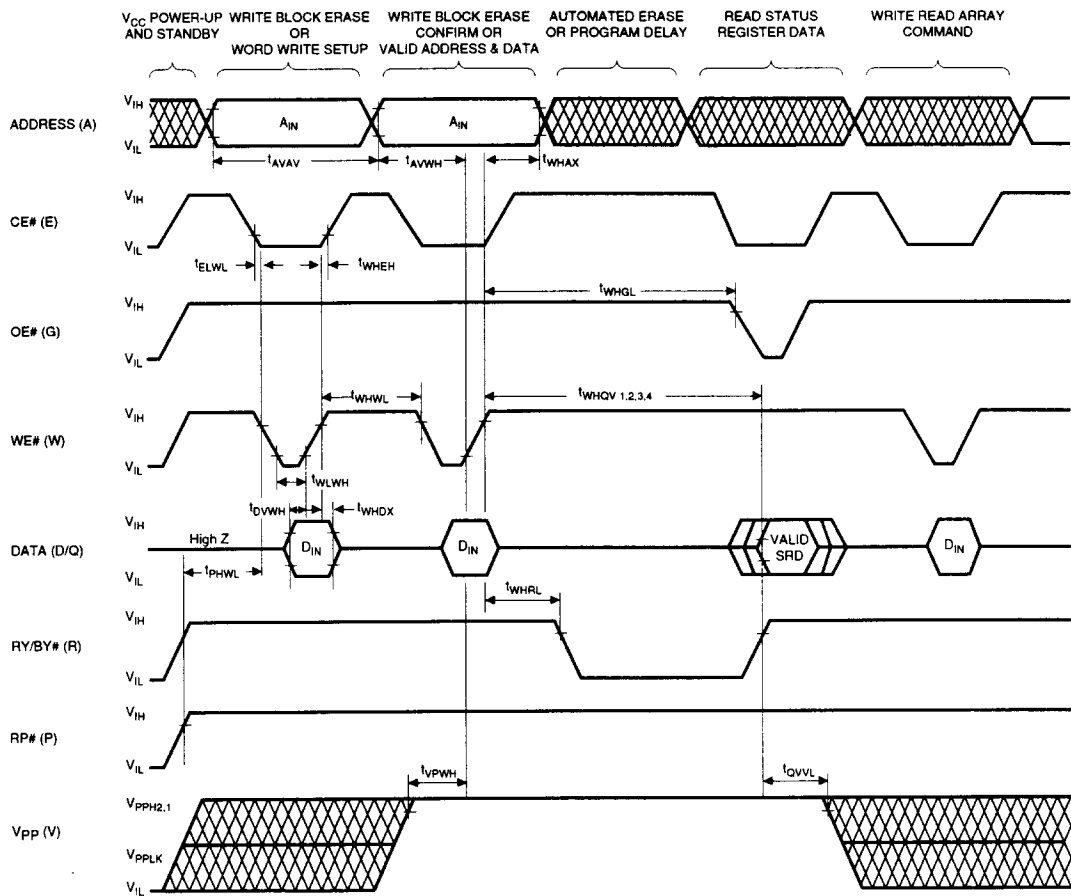 VCC POWER-UP
AND STANDBY
WRITE BLOCK ERASE
OR
WORD WRITE SETUP
WRITE BLOCK ERASE
CONFIRM OR
VALID ADDRESS & DATA
AUTOMATED ERASE
OR PROGRAM DELAY
READ STATUS
REGISTER DATA
WRITE READ ARRAY
COMMAND
VIH
ADDRESS (A)
AIN
AIN
VIL
tAVAV
tAVWH
tWHAX
VIH
CE# (E)
VIL
tELWL
tWHEH
tWHGL
VIH
OE# (G)
VIL
tWHWL
tWHQV 1,2,3,4
VIH
WE# (W)
VIL
tWLWH
tDVWH
tWHDX
VIH
High Z
DATA (D/Q)
DIN
DIN
VALID
SRD
DIN
VIL
tPHWL
tWHRL
VIH
RY/BY# (R)
VIL
VIH
RP# (P)
VIL
tVPWH
tQVVL
VPPH2,1
VPP (V)
VPPLK
VIL